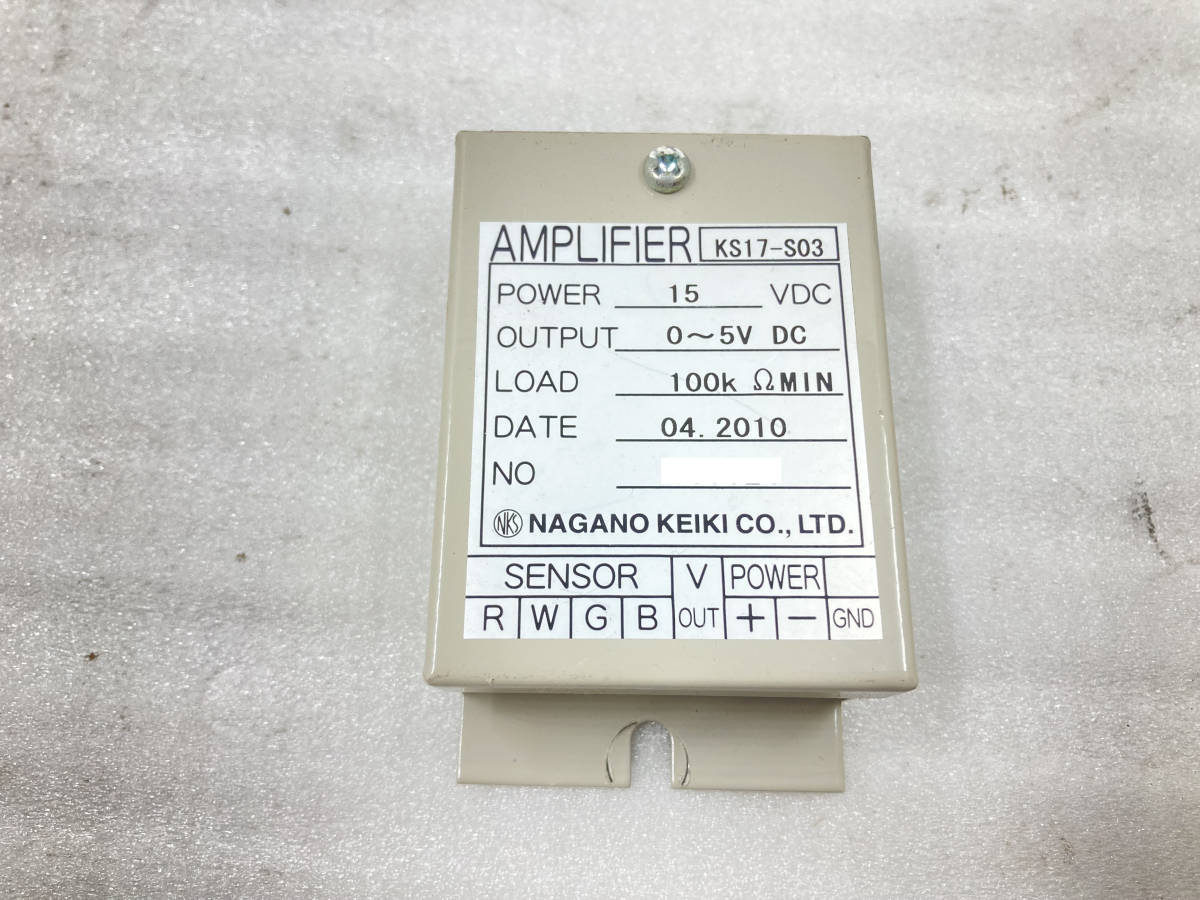 AMPLIFIER KS17-S03
POWER 15 VDC
OUTPUT 0～5V DC
LOAD 100k ΩMIN
DATE 04.2010
NO
NKS NAGANO KEIKI CO., LTD.
SENSOR V POWER
R W G B OUT + − GND